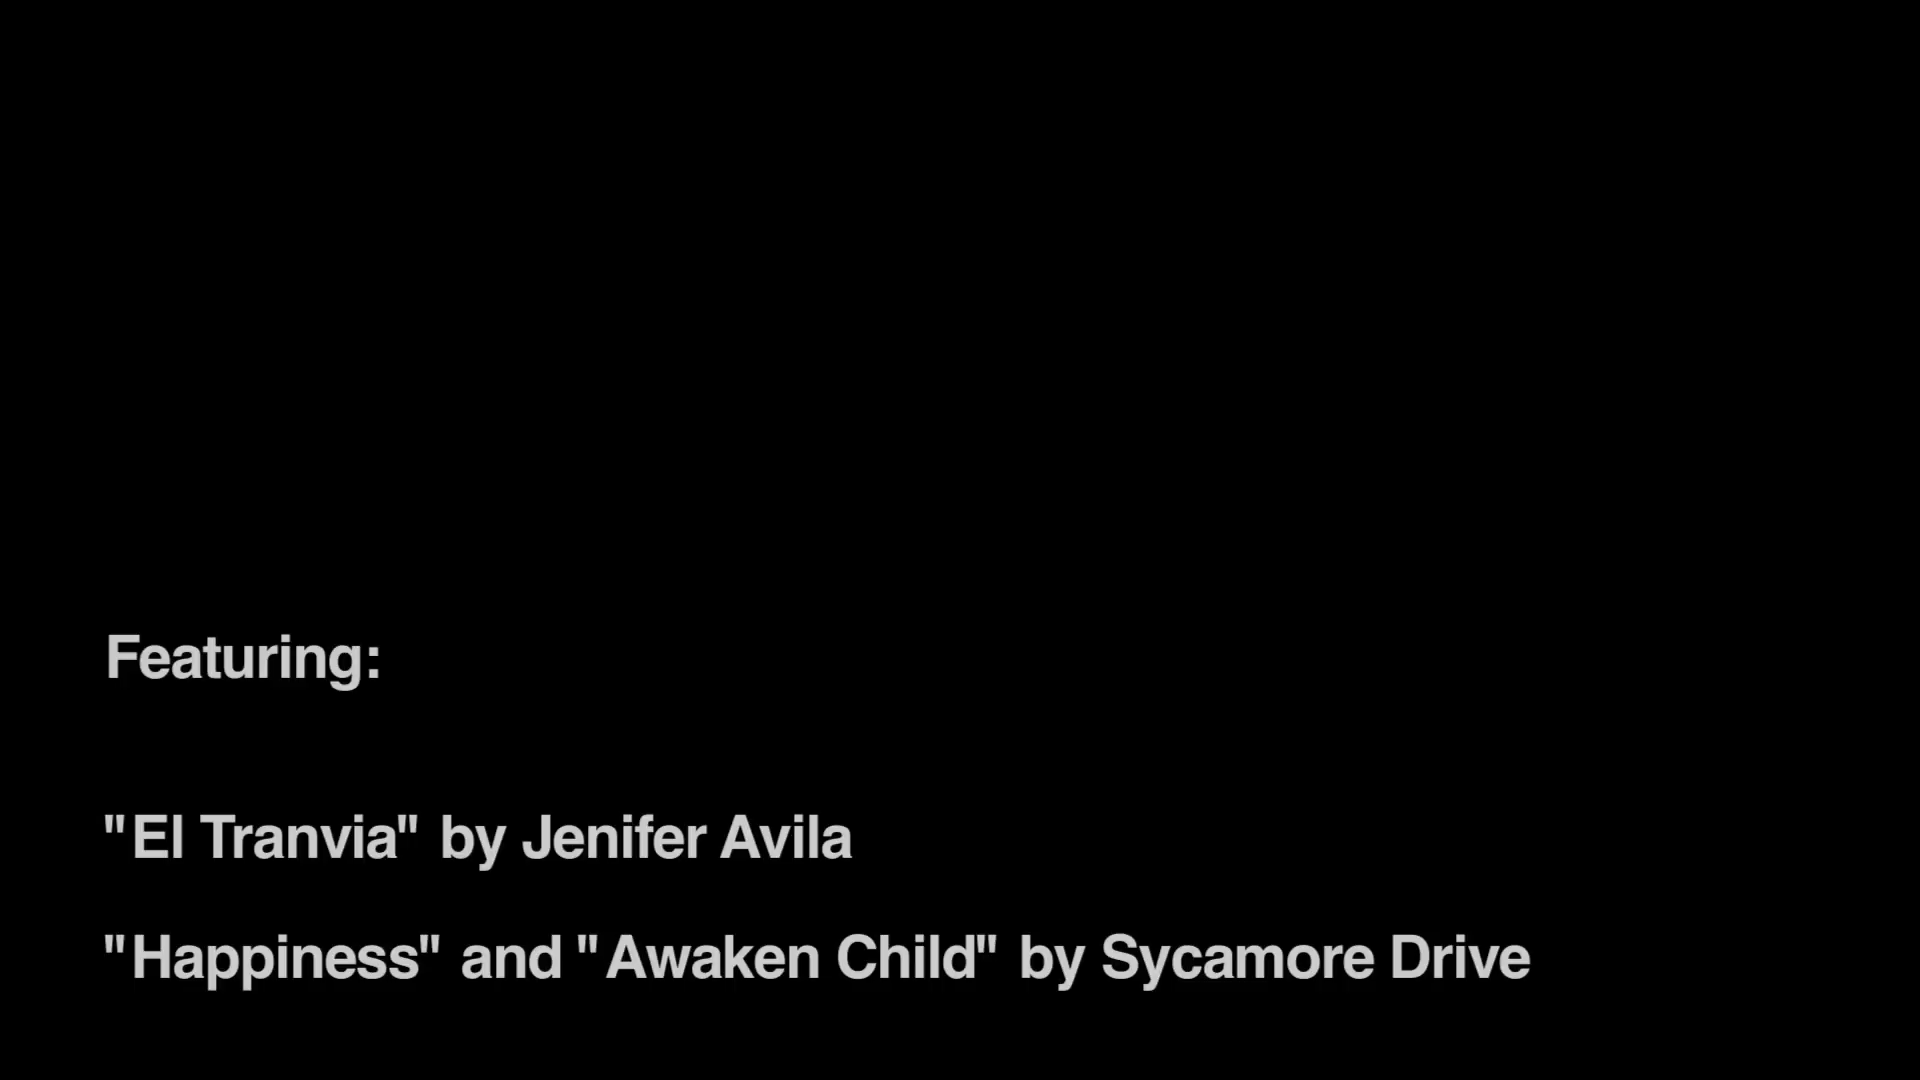 Featuring:
"El Tranvia" by Jenifer Avila
"Happiness" and "Awaken Child" by Sycamore Drive